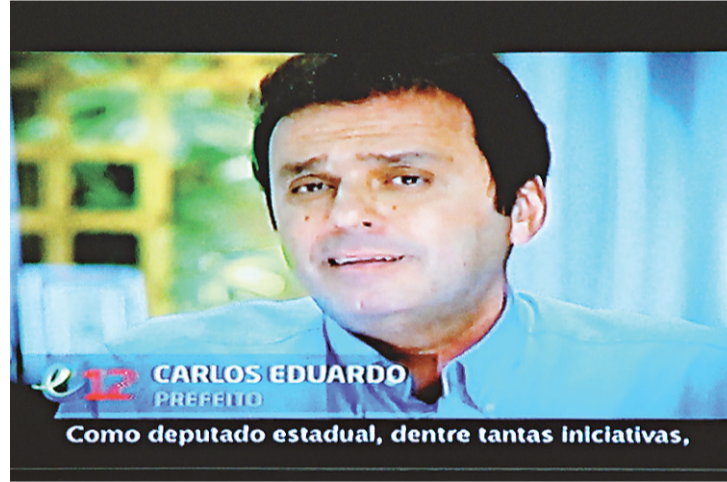 e12 CARLOS EDUARDO
PREFEITO
Como deputado estadual, dentre tantas iniciativas,